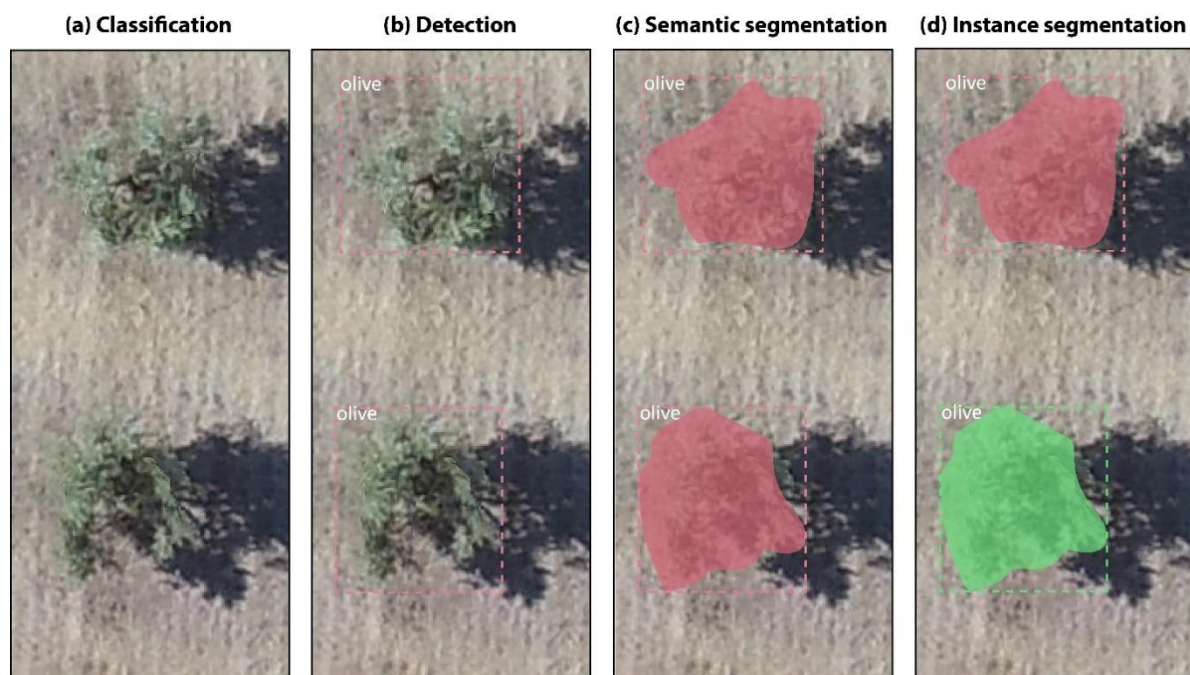 (a) Classification
(b) Detection
(c) Semantic segmentation
(d) Instance segmentation
olive
olive
olive
olive
olive
olive